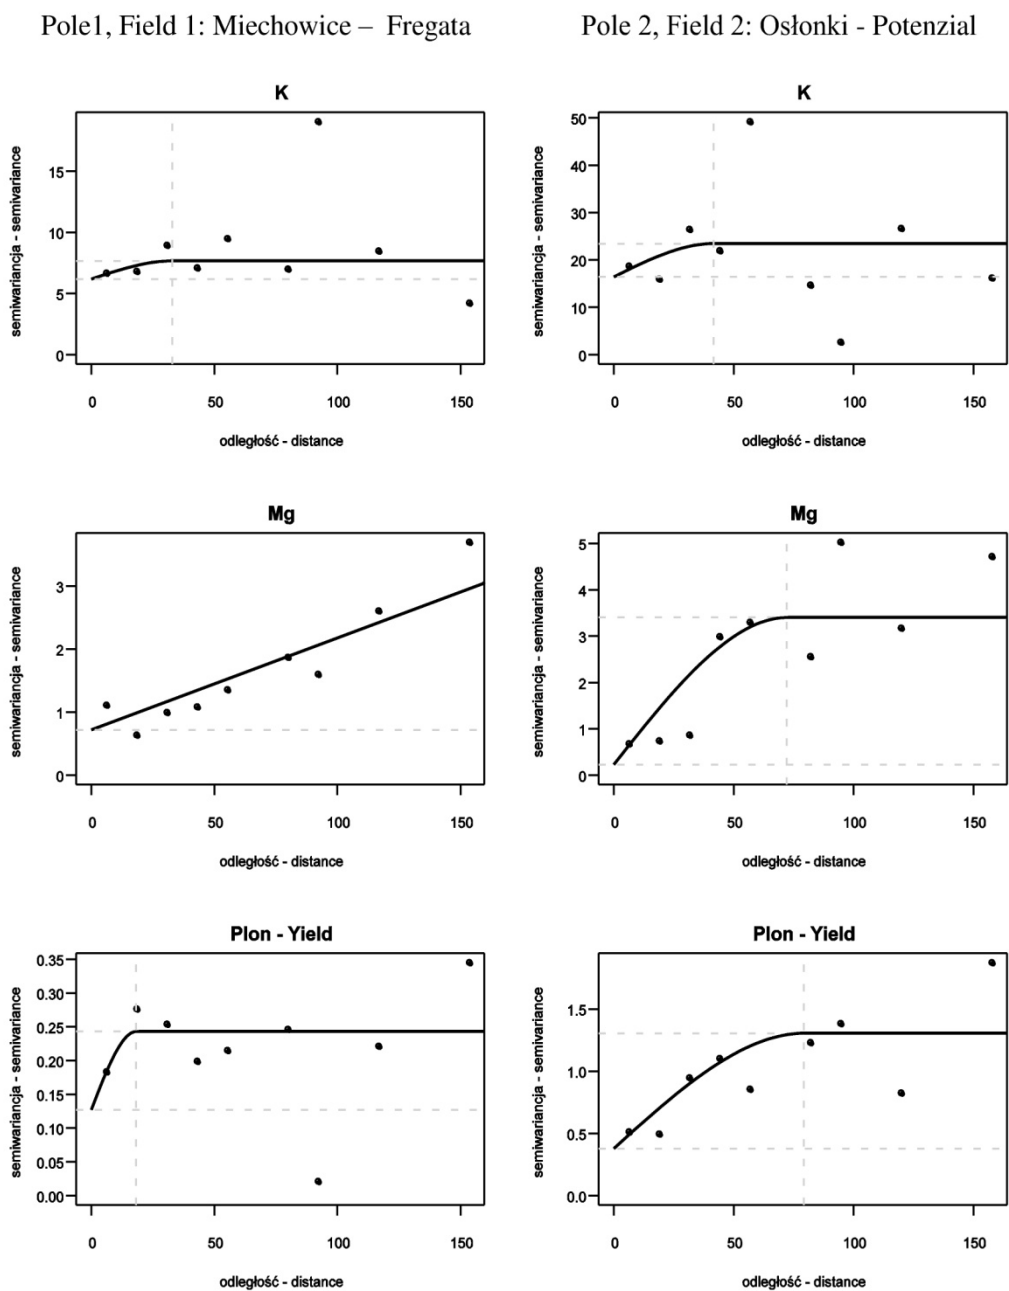 Pole1, Field 1: Miechowice – Fregata
Pole 2, Field 2: Osłonki - Potenzial
K
semiwariancja - semivariance
15
10
5
0
0 50 100 150
odległość - distance
K
semiwariancja - semivariance
50
40
30
20
10
0
0 50 100 150
odległość - distance
Mg
semiwariancja - semivariance
3
2
1
0
0 50 100 150
odległość - distance
Mg
semiwariancja - semivariance
5
4
3
2
1
0
0 50 100 150
odległość - distance
Plon - Yield
semiwariancja - semivariance
0.35
0.30
0.25
0.20
0.15
0.10
0.05
0.00
0 50 100 150
odległość - distance
Plon - Yield
semiwariancja - semivariance
1.5
1.0
0.5
0.0
0 50 100 150
odległość - distance